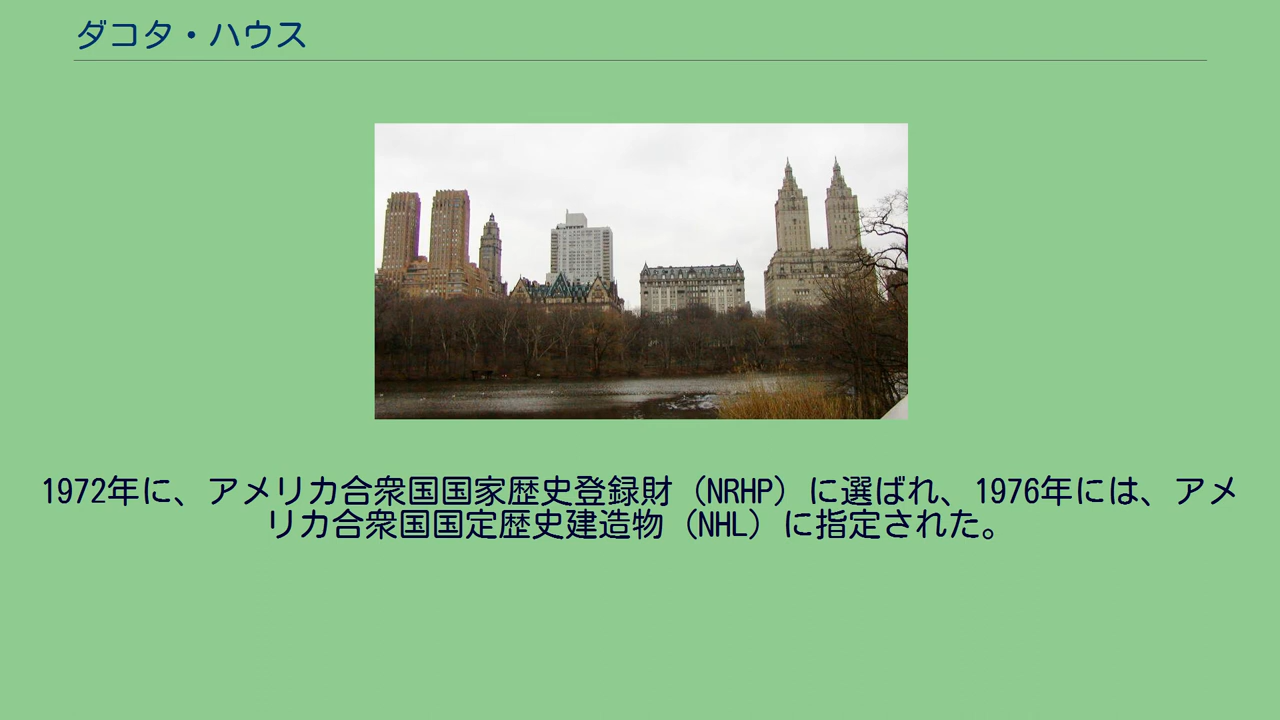 ダコタ・ハウス
1972年に、アメリカ合衆国国家歴史登録財（NRHP）に選ばれ、1976年には、アメ
リカ合衆国国定歴史建造物（NHL）に指定された。